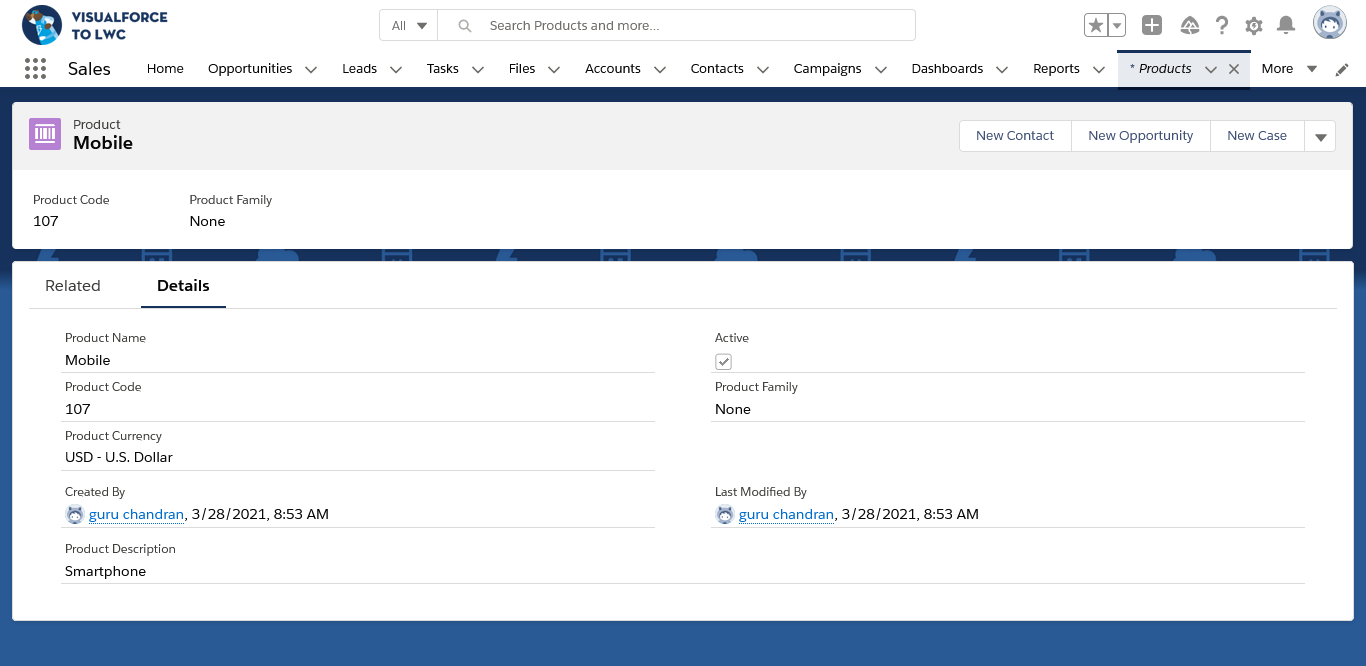 VISUALFORCE
TO LWC
All
Search Products and more...
Sales
Home Opportunities Leads Tasks Files Accounts Contacts Campaigns Dashboards Reports * Products More
Product
Mobile
New Contact New Opportunity New Case
Product Code Product Family
107 None
Related Details
Product Name Active
Mobile
Product Code Product Family
107 None
Product Currency
USD - U.S. Dollar
Created By Last Modified By
guru chandran, 3/28/2021, 8:53 AM guru chandran, 3/28/2021, 8:53 AM
Product Description
Smartphone